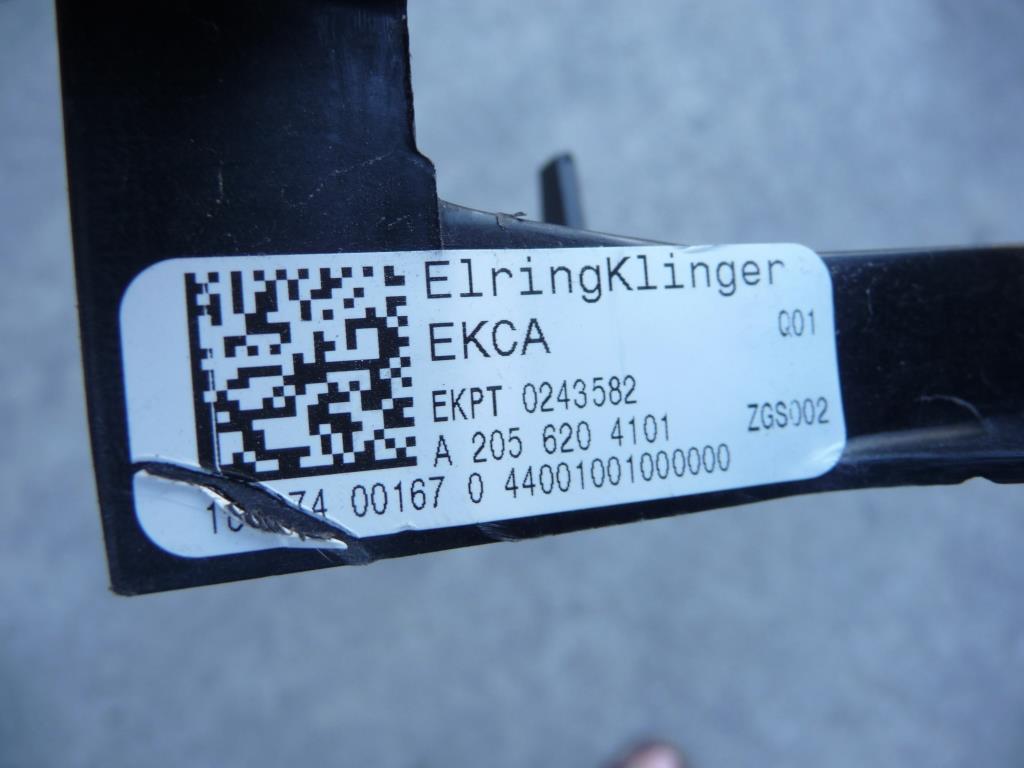 ElringKlinger
EKCA Q01
EKPT 0243582
A 205 620 4101 ZGS002
00167 0 44001001000000